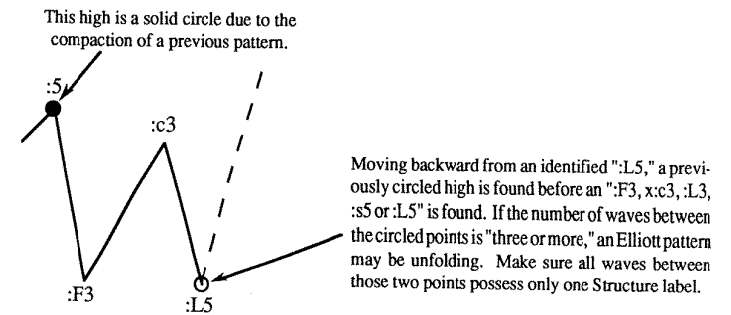 This high is a solid circle due to the
compaction of a previous pattern.
:5
:c3
Moving backward from an identified ":L5," a previ-
ously circled high is found before an ":F3, x:c3, :L3,
:s5 or :L5" is found. If the number of waves between
the circled points is "three or more," an Elliott pattern
may be unfolding. Make sure all waves between
those two points possess only one Structure label.
:F3
:L5